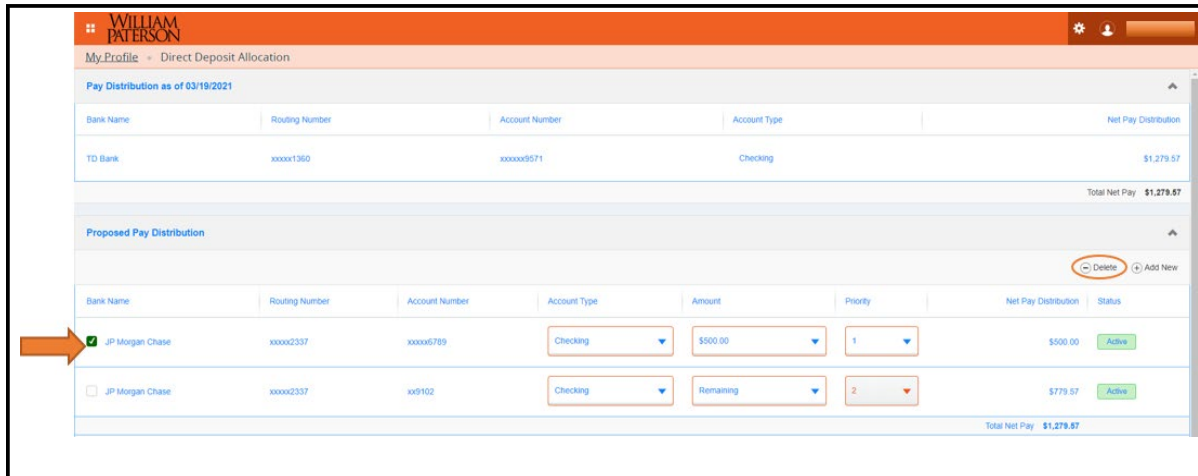 WILLIAM
PATERSON
My Profile • Direct Deposit Allocation
Pay Distribution as of 03/19/2021
Bank Name Routing Number Account Number Account Type Net Pay Distribution
TD Bank xxxxx1360 xxxxxx9571 Checking $1,279.57
Total Net Pay $1,279.57
Proposed Pay Distribution
Delete Add New
Bank Name Routing Number Account Number Account Type Amount Priority Net Pay Distribution Status
JP Morgan Chase xxxxx2337 xxxxx6789 Checking $500.00 1 $500.00 Active
JP Morgan Chase xxxxx2337 xx9102 Checking Remaining 2 $779.57 Active
Total Net Pay $1,279.57